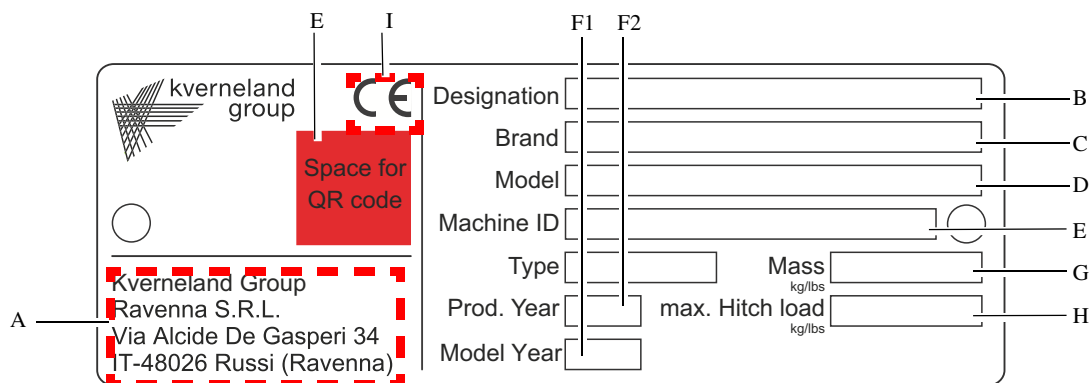 E I F1 F2
kverneland
group
CE
Space for
QR code
Designation B
Brand C
Model D
Machine ID E
Type Mass G
kg/lbs
Prod. Year max. Hitch load H
kg/lbs
Model Year
A
Kverneland Group
Ravenna S.R.L.
Via Alcide De Gasperi 34
IT-48026 Russi (Ravenna)